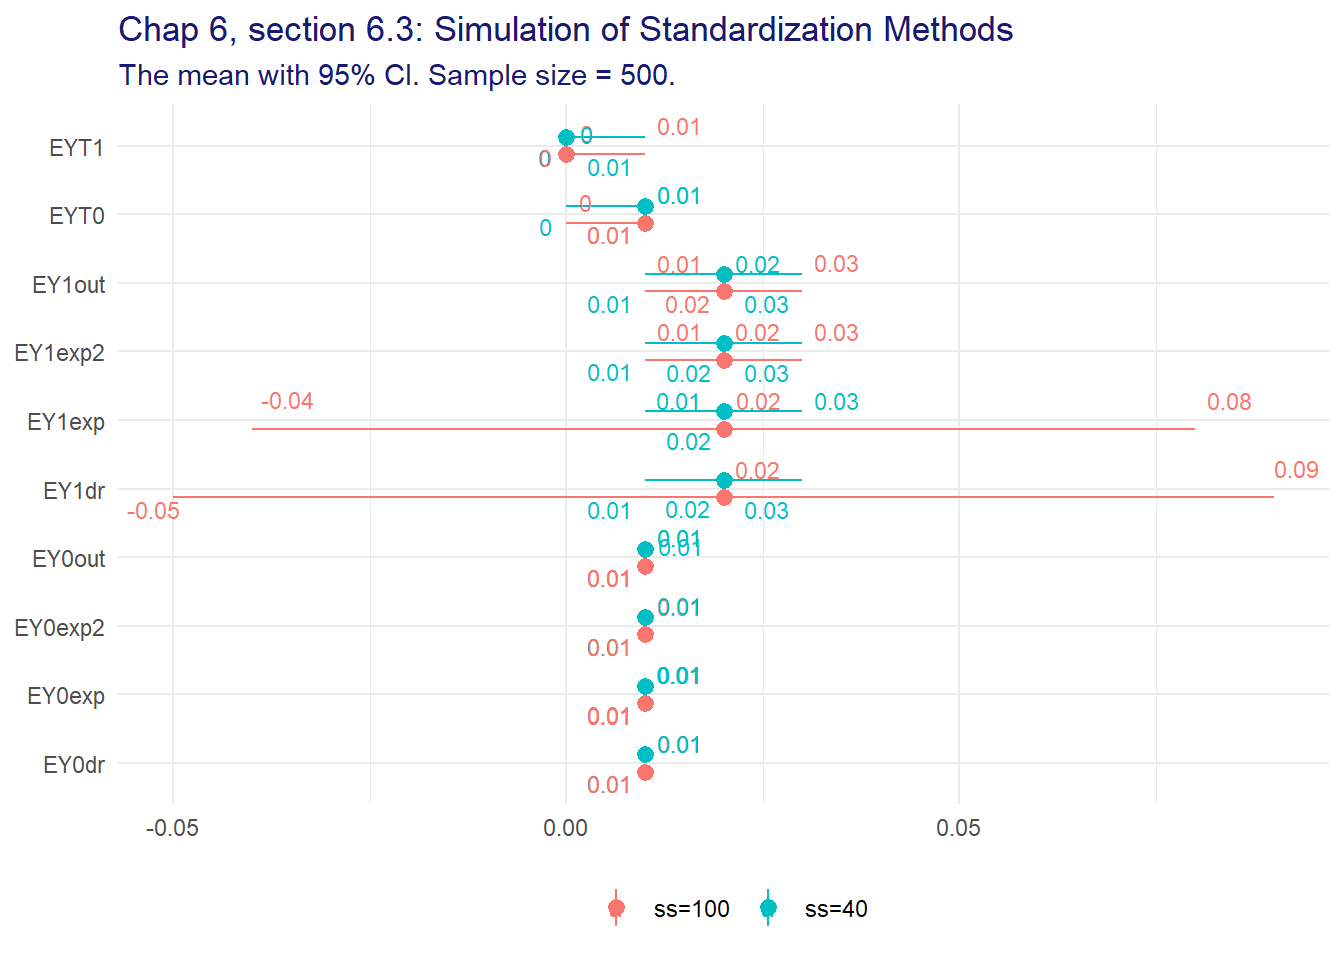 Chap 6, section 6.3: Simulation of Standardization Methods
The mean with 95% CI. Sample size = 500.
EYT1 0 0.01
0 0.01
EYT0 0 0.01
0 0.01
EY1out 0.01 0.02 0.03
0.01 0.02 0.03
EY1exp2 0.01 0.02 0.03
0.01 0.02 0.03
EY1exp -0.04 0.01 0.02 0.03 0.08
0.02
EY1dr 0.02 0.09
-0.05 0.01 0.02 0.03
EY0out 0.01
0.01
0.01
EY0exp2 0.01
0.01
EY0exp 0.01
0.01
EY0dr 0.01
0.01
-0.05 0.00 0.05
ss=100 ss=40